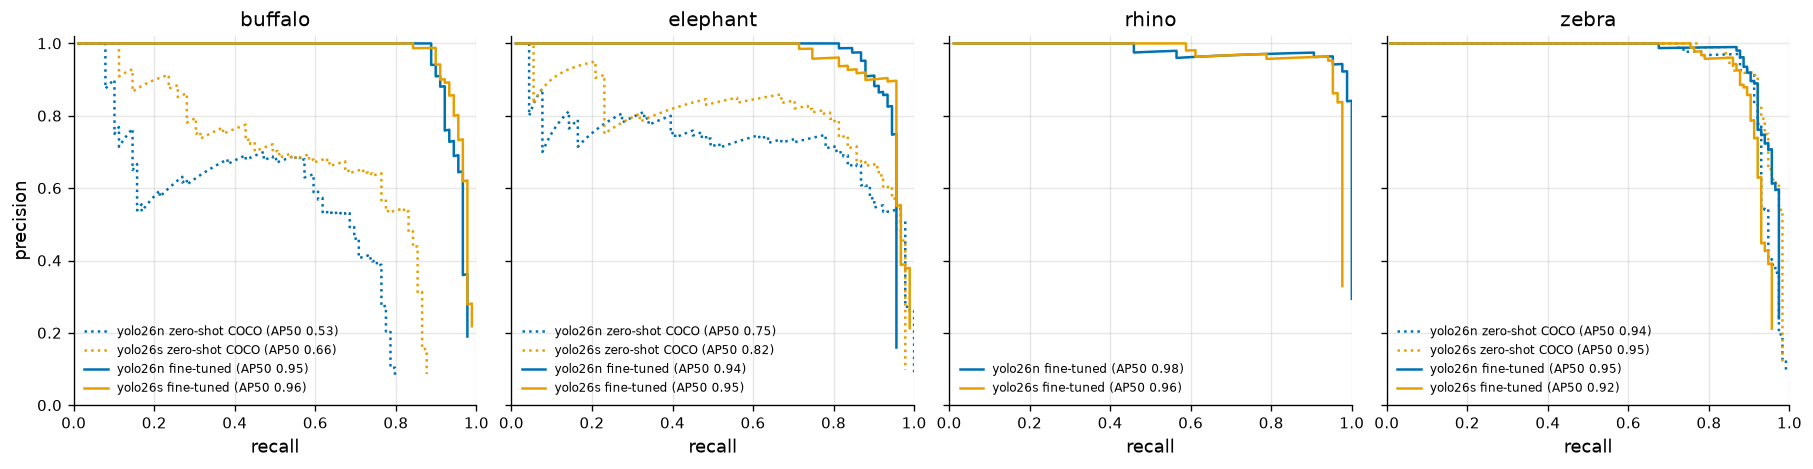 buffalo
elephant
rhino
zebra
precision
1.0
0.8
0.6
0.4
0.2
0.0
yolo26n zero-shot COCO (AP50 0.53)
yolo26s zero-shot COCO (AP50 0.66)
yolo26n fine-tuned (AP50 0.95)
yolo26s fine-tuned (AP50 0.96)
0.0 0.2 0.4 0.6 0.8 1.0
recall
yolo26n zero-shot COCO (AP50 0.75)
yolo26s zero-shot COCO (AP50 0.82)
yolo26n fine-tuned (AP50 0.94)
yolo26s fine-tuned (AP50 0.95)
0.0 0.2 0.4 0.6 0.8 1.0
recall
yolo26n fine-tuned (AP50 0.98)
yolo26s fine-tuned (AP50 0.96)
0.0 0.2 0.4 0.6 0.8 1.0
recall
yolo26n zero-shot COCO (AP50 0.94)
yolo26s zero-shot COCO (AP50 0.95)
yolo26n fine-tuned (AP50 0.95)
yolo26s fine-tuned (AP50 0.92)
0.0 0.2 0.4 0.6 0.8 1.0
recall